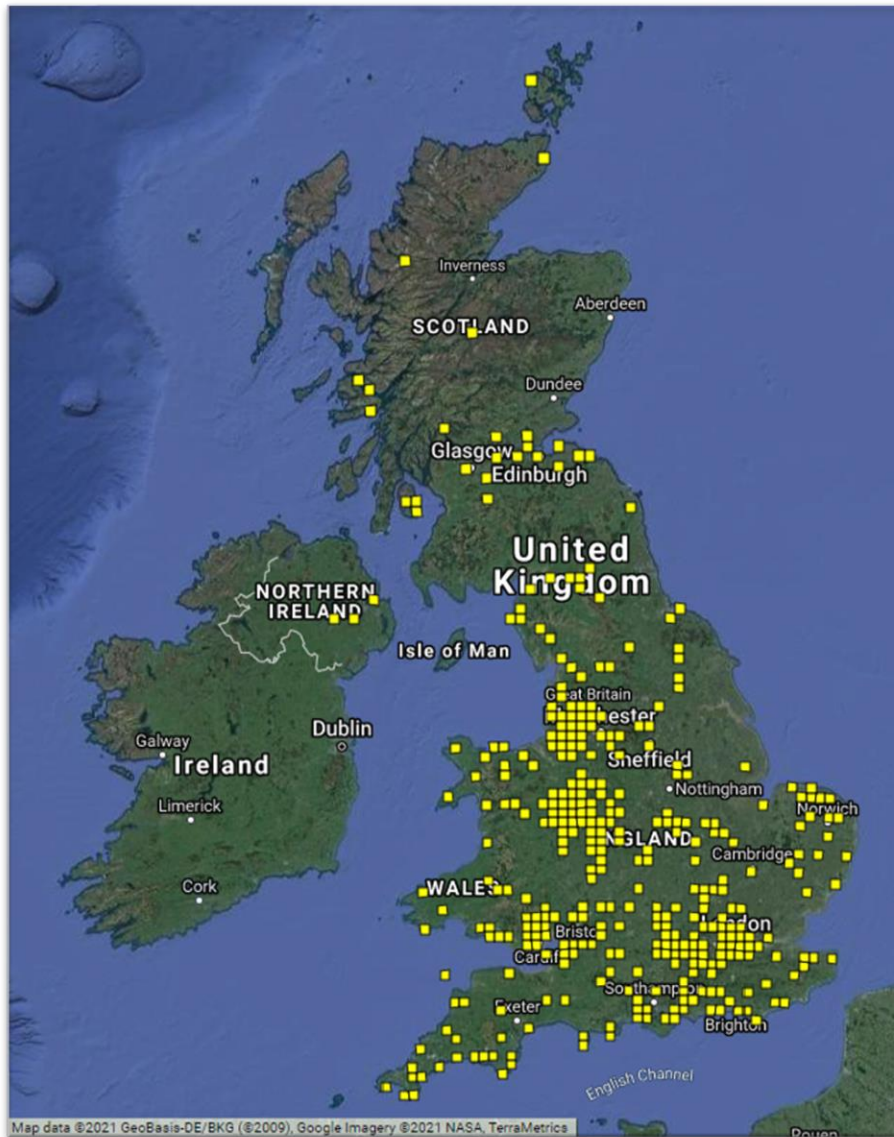 Inverness
Aberdeen
SCOTLAND
Dundee
Glasgow
Edinburgh
United
Kingdom
NORTHERN
IRELAND
Isle of Man
Great Britain
Dublin
Galway
Ireland
Sheffield
Nottingham
Limerick
Norwich
Cambridge
WALES
Cork
London
Cardiff
Southampton
Exeter
Brighton
English Channel
Map data ©2021 GeoBasis-DE/BKG (©2009), Google Imagery ©2021 NASA, TerraMetrics